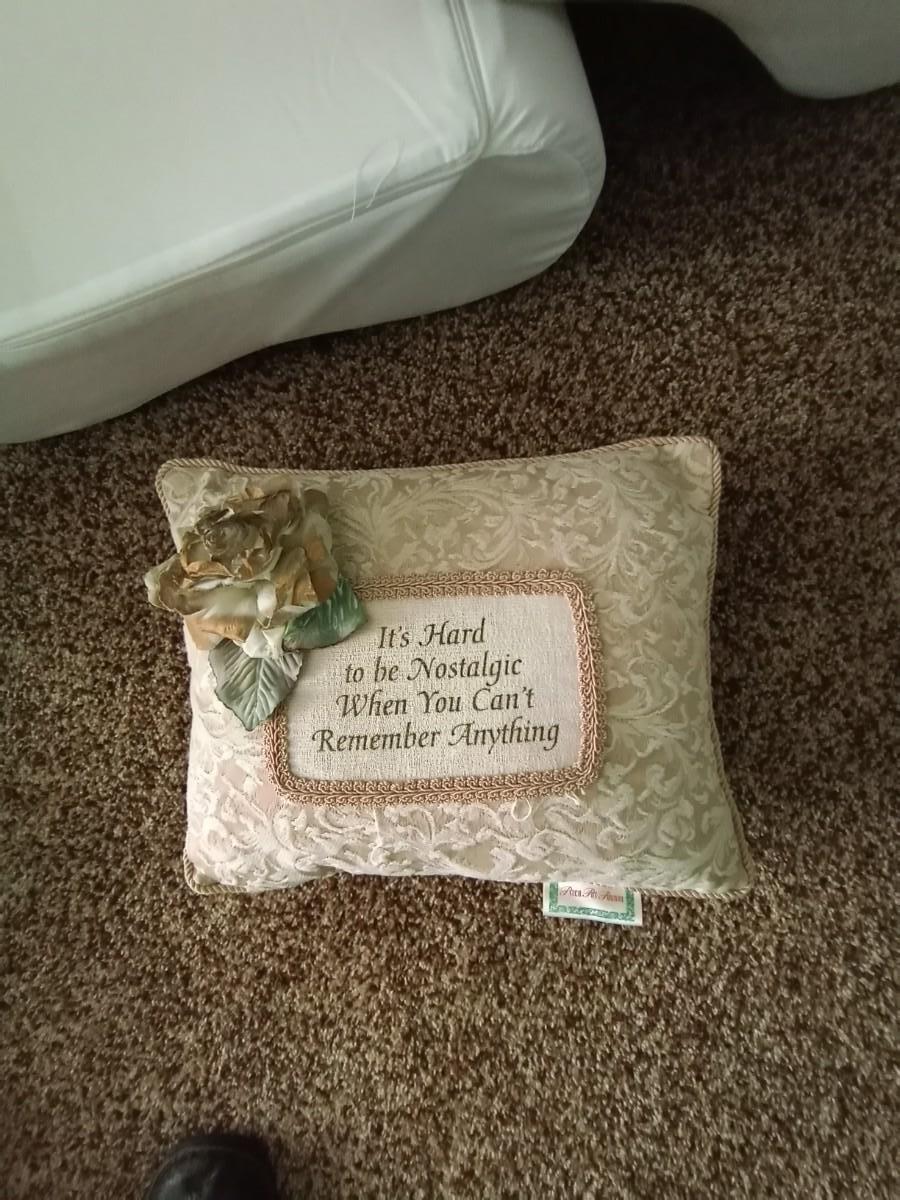 It's Hard
to be Nostalgic
When You Can't
Remember Anything